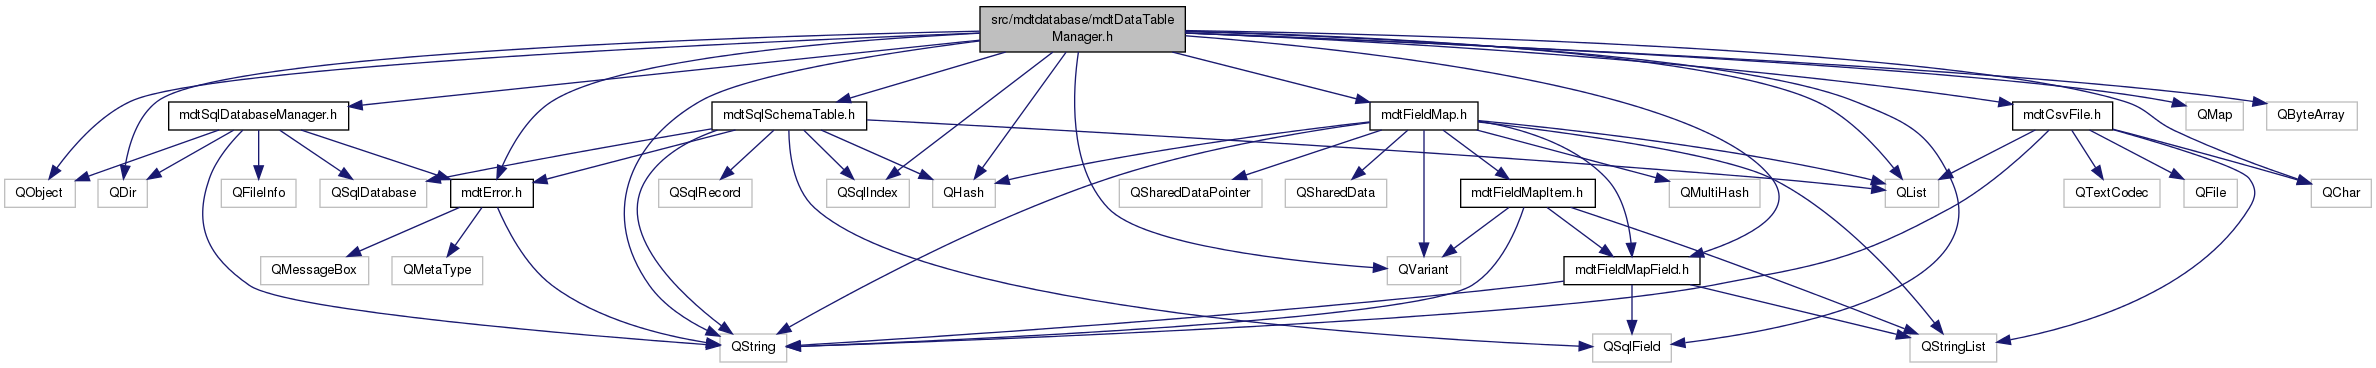 src/mdtdatabase/mdtDataTable
Manager.h
mdtSqlDatabaseManager.h
mdtSqlSchemaTable.h
mdtFieldMap.h
mdtCsvFile.h
QMap
QByteArray
QObject
QDir
QFileInfo
QSqlDatabase
mdtError.h
QSqlRecord
QSqlIndex
QHash
QSharedDataPointer
QSharedData
mdtFieldMapItem.h
QMultiHash
QList
QTextCodec
QFile
QChar
QMessageBox
QMetaType
QVariant
mdtFieldMapField.h
QString
QSqlField
QStringList